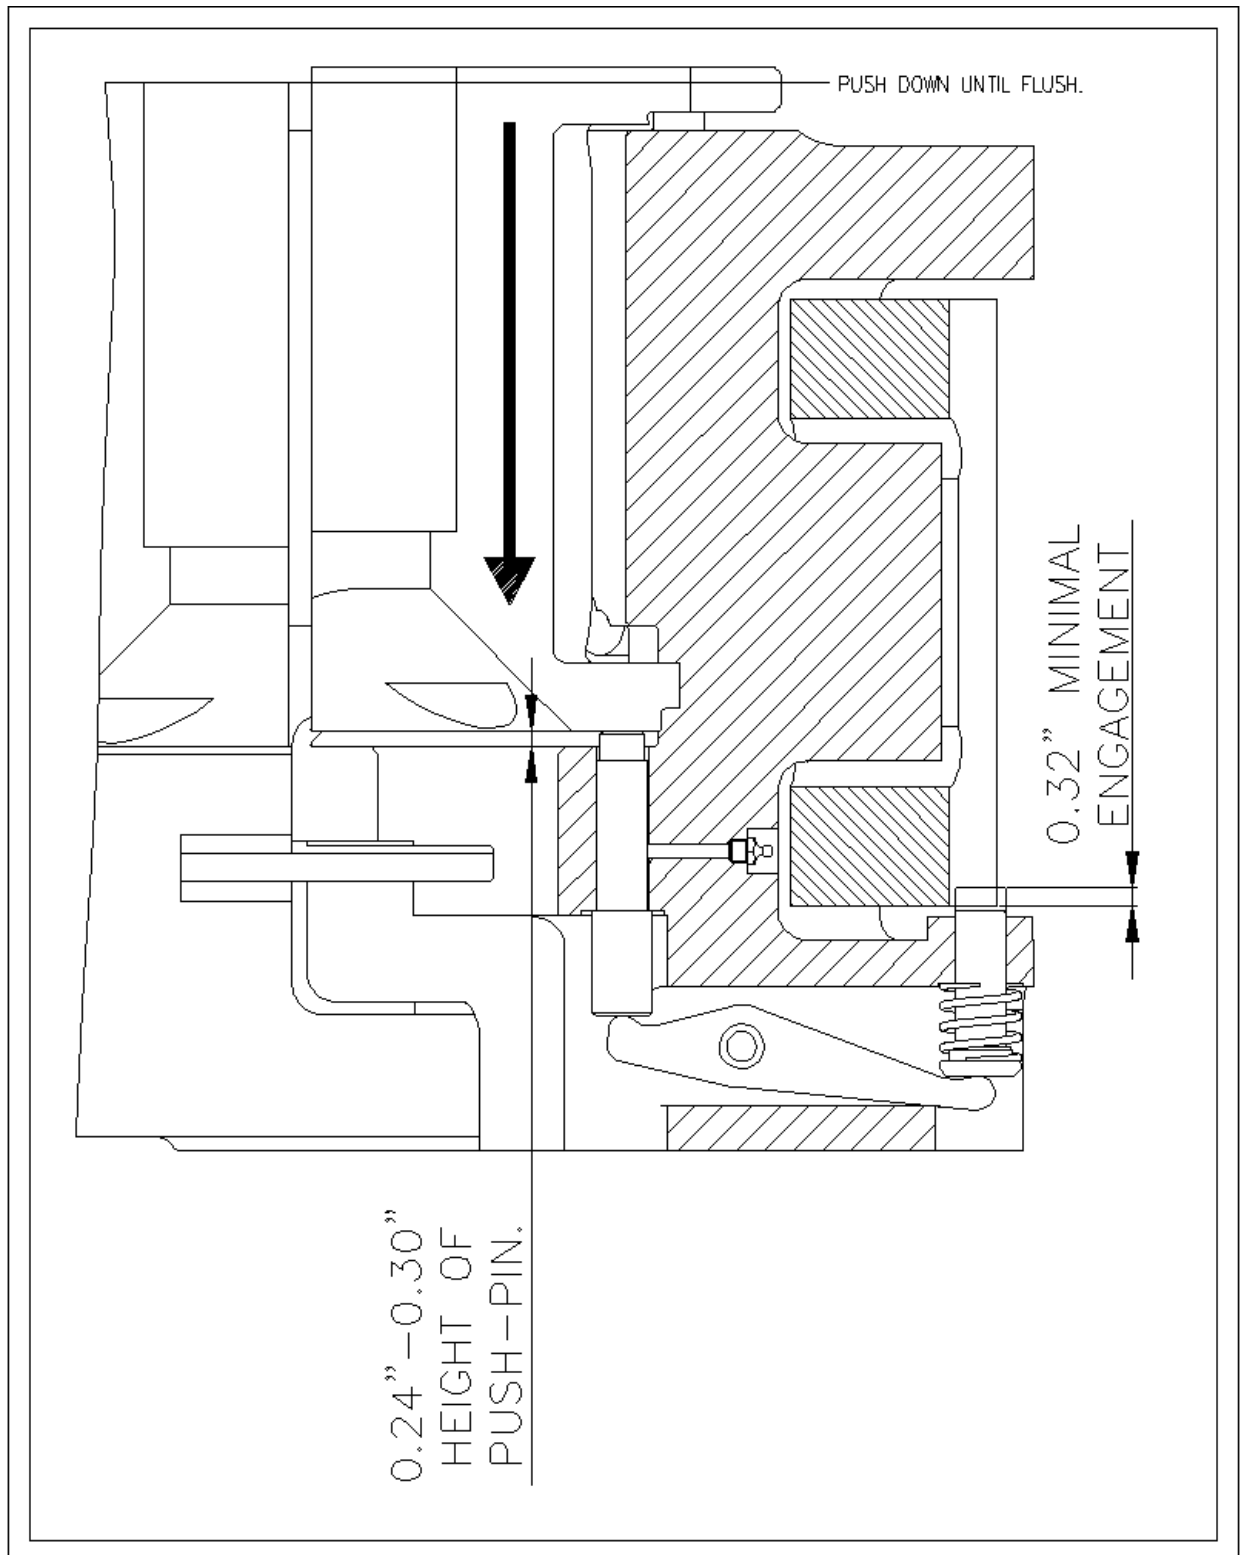 PUSH DOWN UNTIL FLUSH.
0.32” MINIMAL
ENGAGEMENT
0.24”-0.30”
HEIGHT OF
PUSH-PIN.